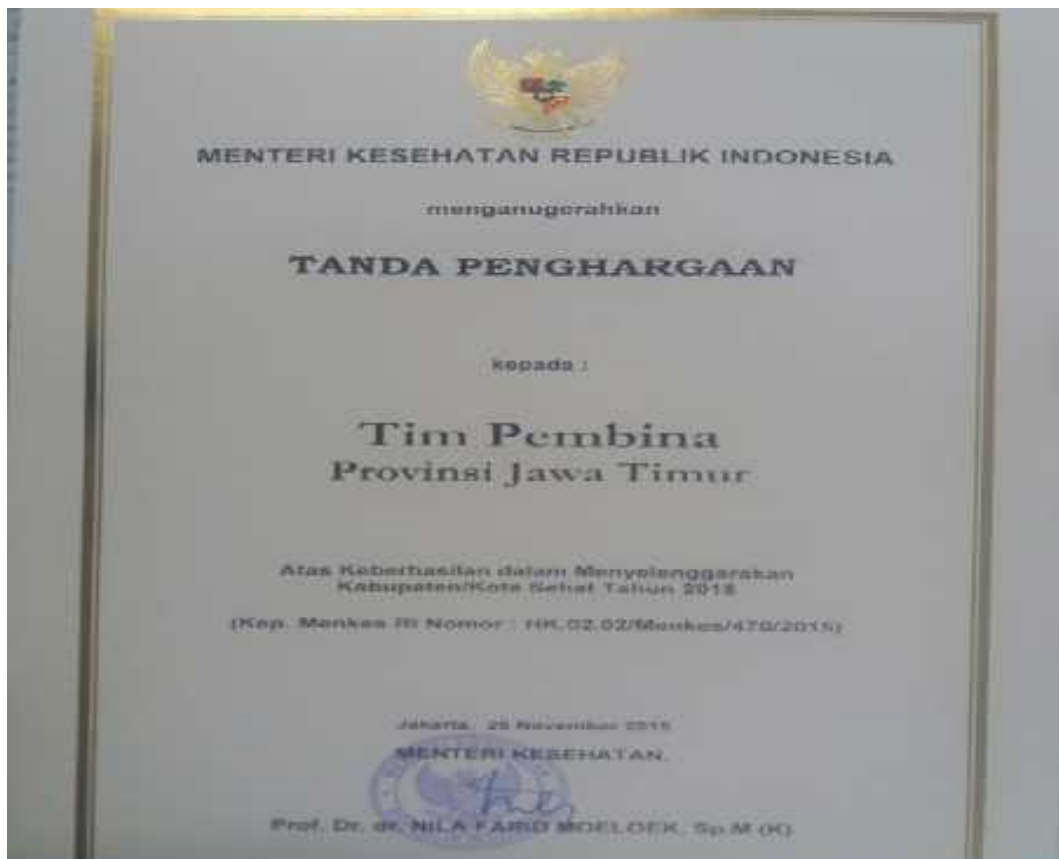 MENTERI KESEHATAN REPUBLIK INDONESIA
menganugerahkan
TANDA PENGHARGAAN
kepada :
Tim Pembina
Provinsi Jawa Timur
Atas Keberhasilan dalam Menyelenggarakan
Kabupaten/Kota Sehat Tahun 2015
(Kep. Menkes RI Nomor : HK.02.02/Menkes/470/2015)
Jakarta, November 2015
MENTERI KESEHATAN,
Prof. Dr. dr. NILA FARID MOELOEK, Sp.M (K)